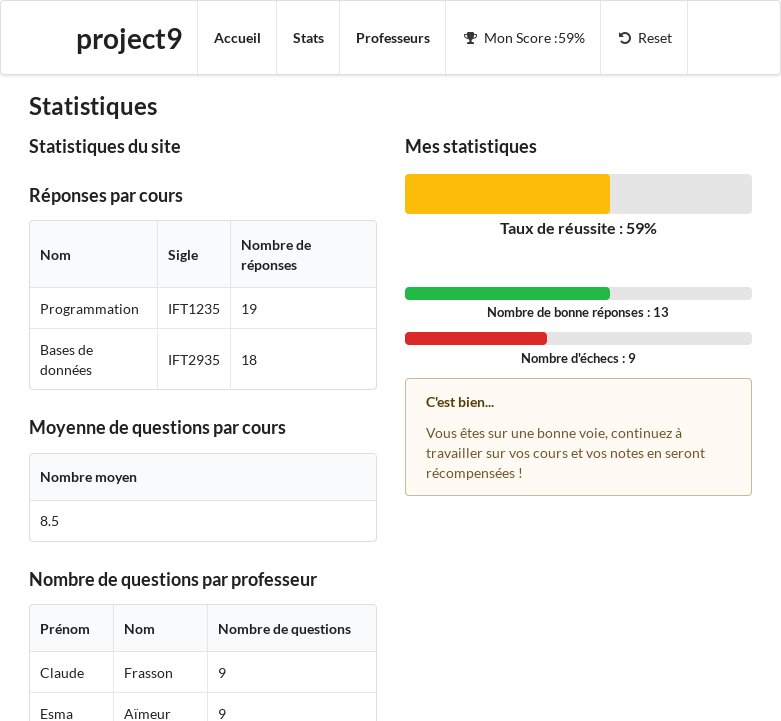 project9
Accueil
Stats
Professeurs
Mon Score :59%
Reset
Statistiques
Statistiques du site
Réponses par cours
Nom Sigle Nombre de
réponses
Programmation IFT1235 19
Bases de
données IFT2935 18
Moyenne de questions par cours
Nombre moyen
8.5
Nombre de questions par professeur
Prénom Nom Nombre de questions
Claude Frasson 9
Esma Aïmeur 9
Mes statistiques
Taux de réussite : 59%
Nombre de bonne réponses : 13
Nombre d'échecs : 9
C'est bien...
Vous êtes sur une bonne voie, continuez à
travailler sur vos cours et vos notes en seront
récompensées !